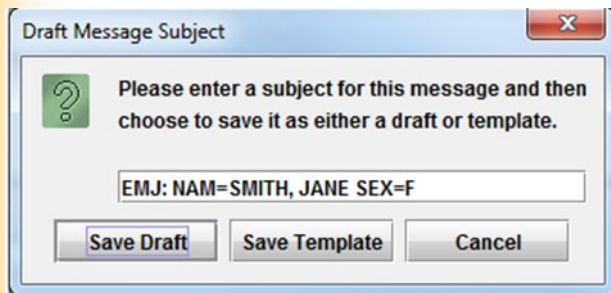 Draft Message Subject
Please enter a subject for this message and then
choose to save it as either a draft or template.
EMJ: NAM=SMITH, JANE SEX=F
Save Draft Save Template Cancel